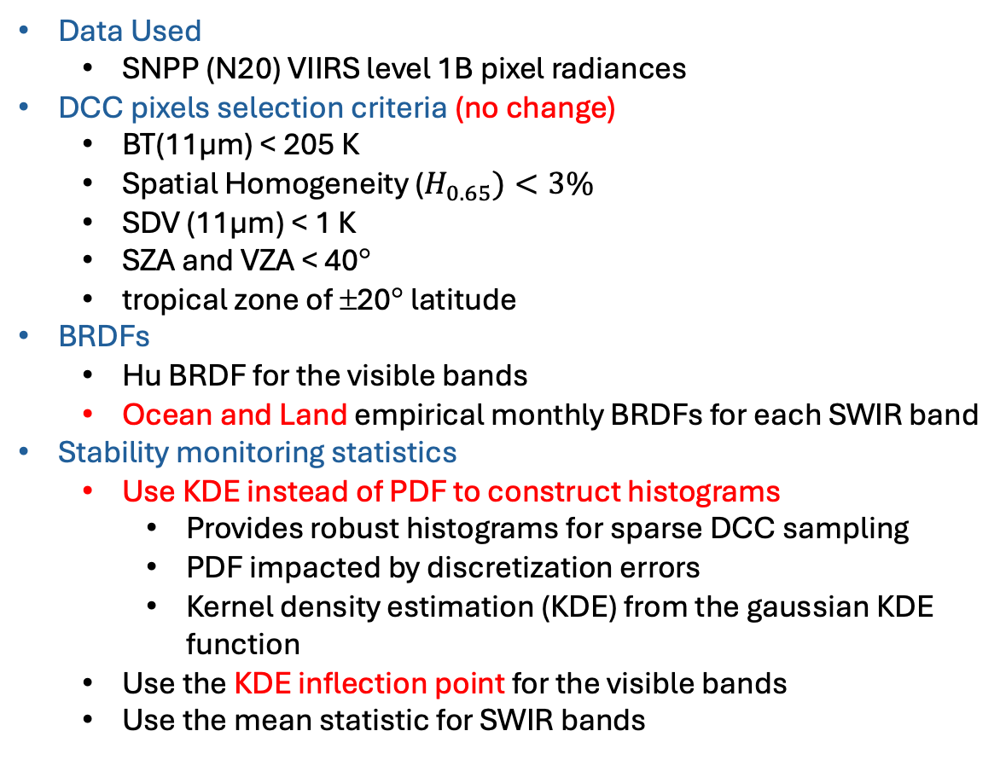 • Data Used
• SNPP (N20) VIIRS level 1B pixel radiances
• DCC pixels selection criteria (no change)
• BT(11µm) < 205 K
• Spatial Homogeneity (𝐻₀.₆₅) < 3%
• SDV (11µm) < 1 K
• SZA and VZA < 40°
• tropical zone of ±20° latitude
• BRDFs
• Hu BRDF for the visible bands
• Ocean and Land empirical monthly BRDFs for each SWIR band
• Stability monitoring statistics
• Use KDE instead of PDF to construct histograms
• Provides robust histograms for sparse DCC sampling
• PDF impacted by discretization errors
• Kernel density estimation (KDE) from the gaussian KDE
function
• Use the KDE inflection point for the visible bands
• Use the mean statistic for SWIR bands